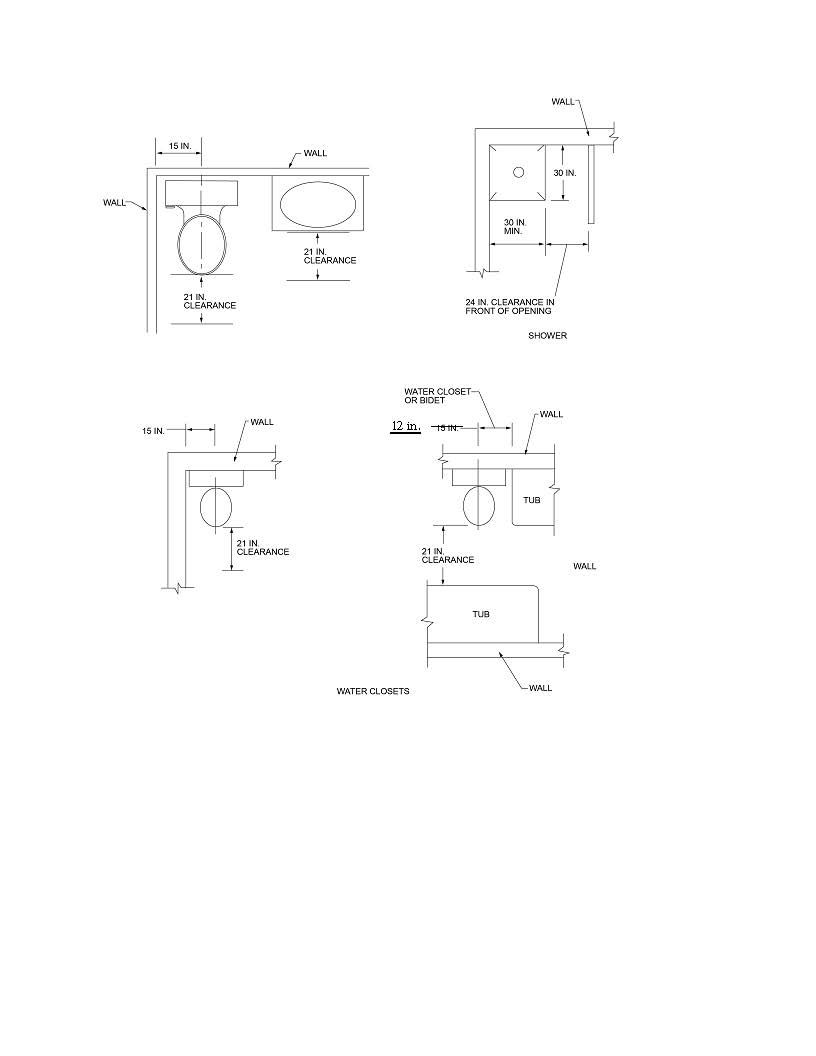 15 IN.
WALL
WALL
21 IN.
CLEARANCE
21 IN.
CLEARANCE
WALL
30 IN.
30 IN.
MIN.
24 IN. CLEARANCE IN
FRONT OF OPENING
SHOWER
15 IN.
WALL
21 IN.
CLEARANCE
WATER CLOSET
OR BIDET
12 in. 15 IN.
WALL
TUB
21 IN.
CLEARANCE
WALL
TUB
WALL
WATER CLOSETS